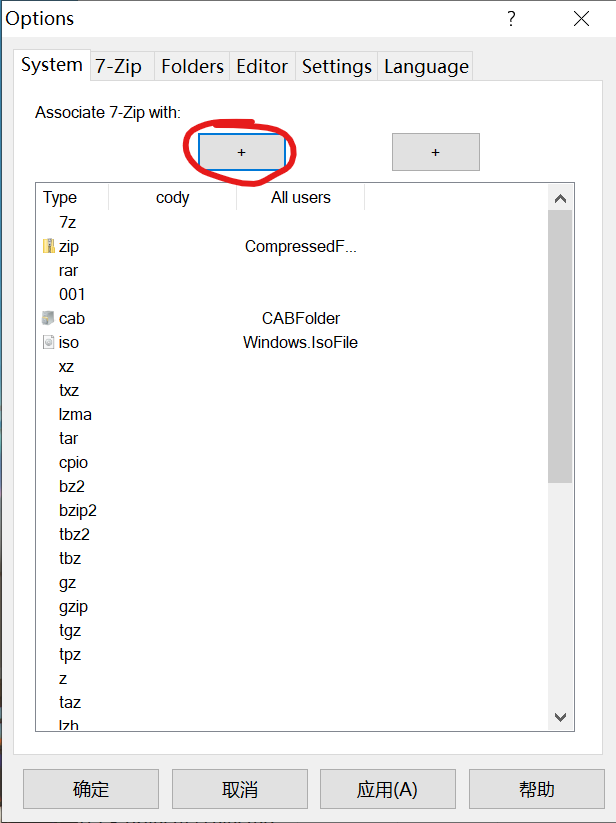 Options ?
System 7-Zip Folders Editor Settings Language
Associate 7-Zip with:
+ +
Type cody All users
7z
zip CompressedF...
rar
001
cab CABFolder
iso Windows.IsoFile
xz
txz
lzma
tar
cpio
bz2
bzip2
tbz2
tbz
gz
gzip
tgz
tpz
z
taz
lzh
确定 取消 应用(A) 帮助